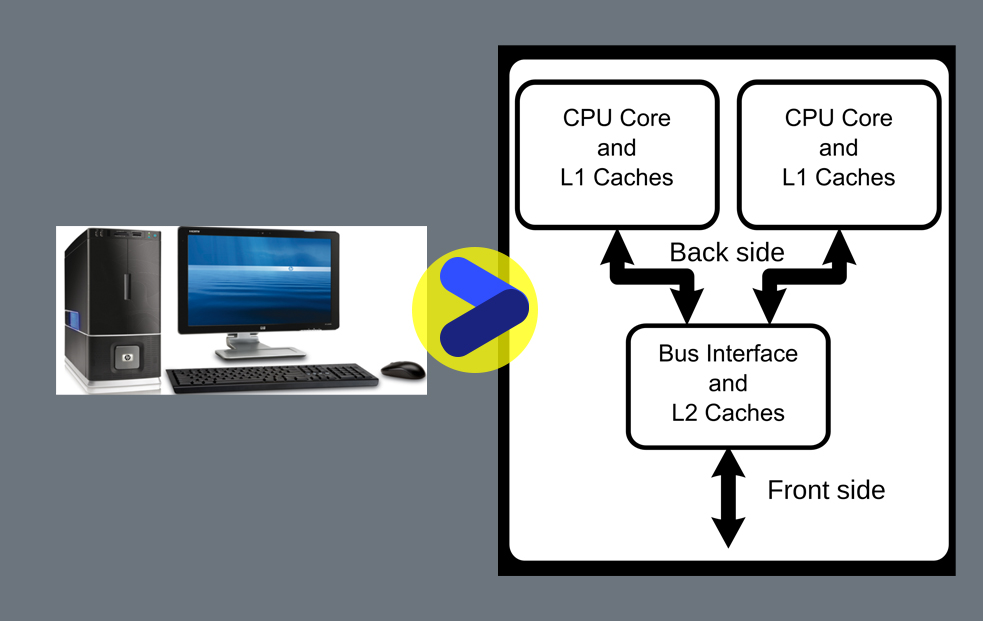 CPU Core
and
L1 Caches
CPU Core
and
L1 Caches
Back side
Bus Interface
and
L2 Caches
Front side